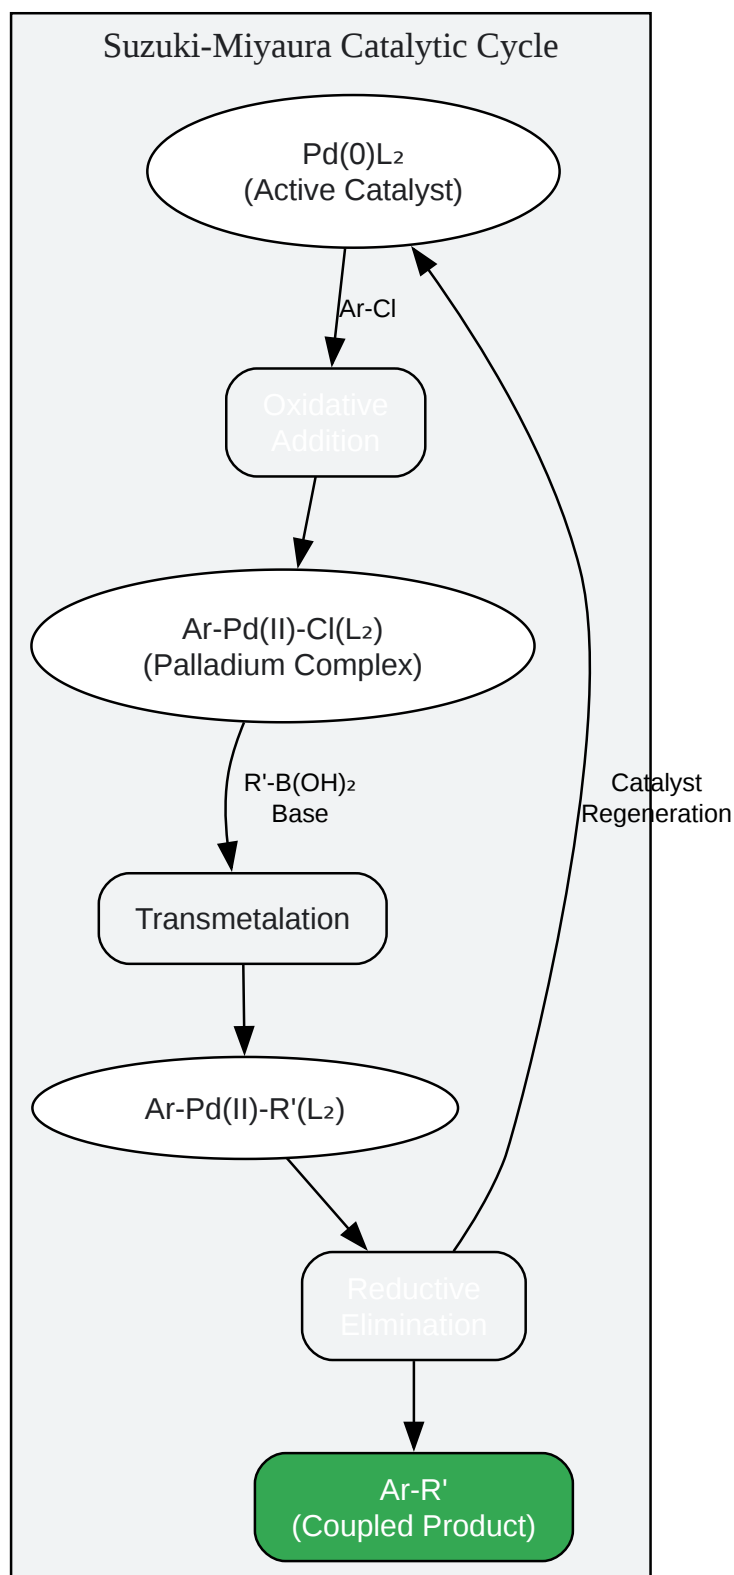 Suzuki-Miyaura Catalytic Cycle
Pd(0)L₂
(Active Catalyst)
Ar-Cl
Oxidative
Addition
Ar-Pd(II)-Cl(L₂)
(Palladium Complex)
R'-B(OH)₂
Base
Catalyst
Regeneration
Transmetalation
Ar-Pd(II)-R'(L₂)
Reductive
Elimination
Ar-R'
(Coupled Product)